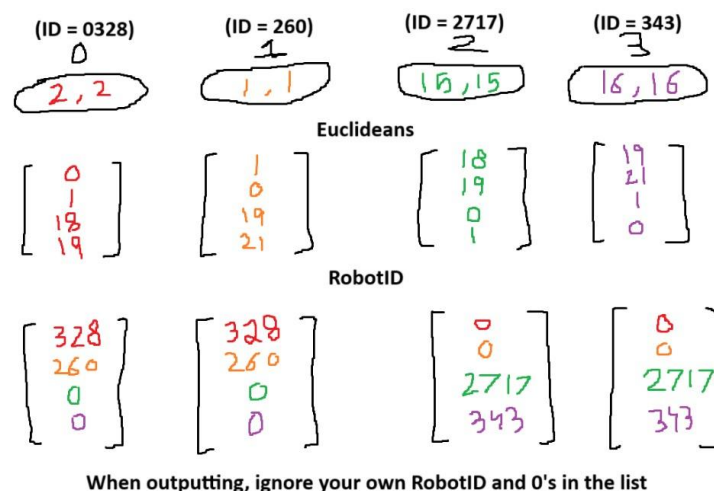 (ID = 0328) (ID = 260) (ID = 2717) (ID = 343)
0 1 2 3
2,2 1,1 15,15 16,16
Euclideans
0 1 18 19
1 0 19 21
18 19 0 1
19 21 1 0
RobotID
328 328 0 0
260 260 0 0
0 0 2717 2717
0 0 343 343
When outputting, ignore your own RobotID and 0's in the list